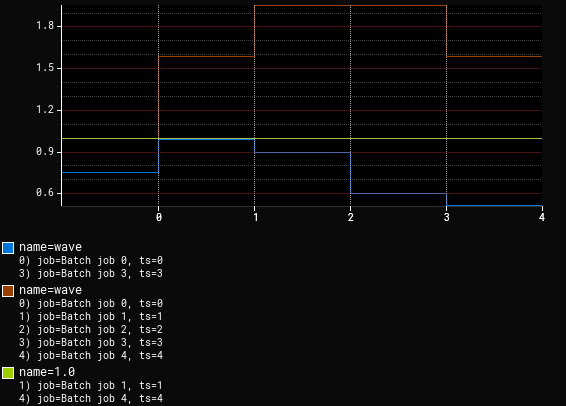 1.8
1.5
1.2
0.9
0.6
0 1 2 3 4
name=wave
0) job=Batch job 0, ts=0
3) job=Batch job 3, ts=3
name=wave
0) job=Batch job 0, ts=0
1) job=Batch job 1, ts=1
2) job=Batch job 2, ts=2
3) job=Batch job 3, ts=3
4) job=Batch job 4, ts=4
name=1.0
1) job=Batch job 1, ts=1
4) job=Batch job 4, ts=4